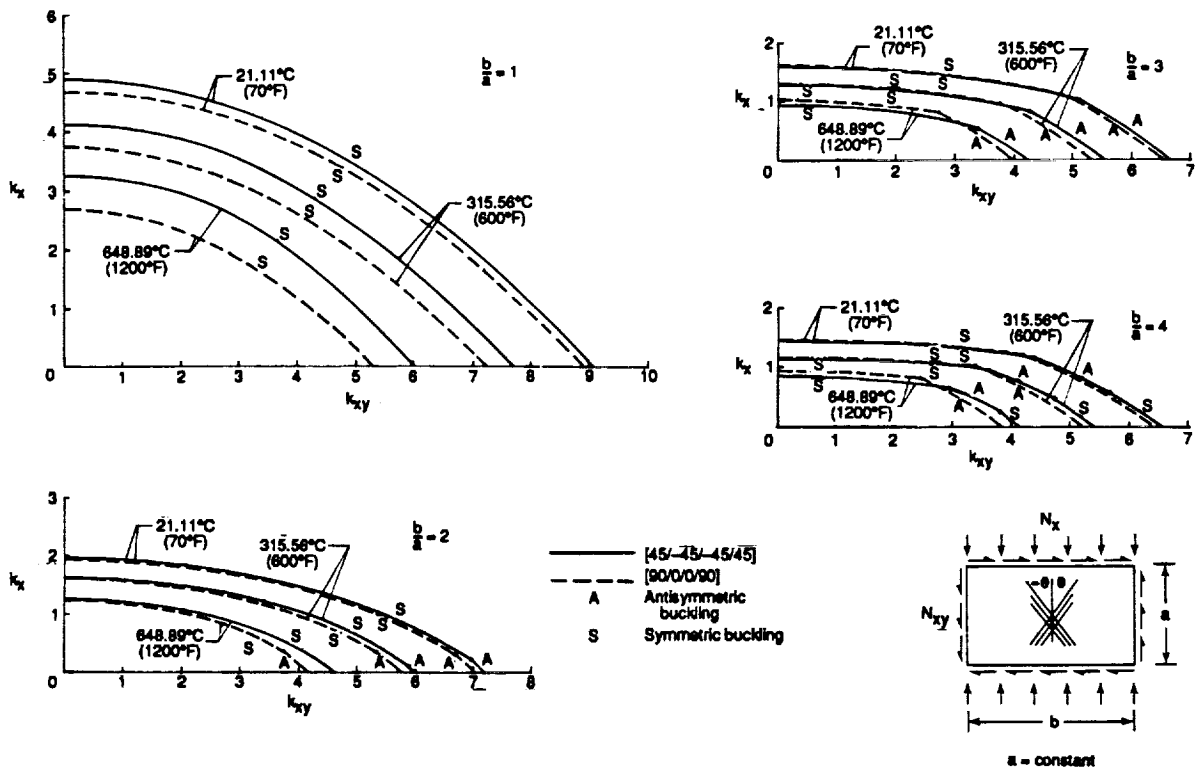 6
5
4
3
2
1
0
k_x
0 1 2 3 4 5 6 7 8 9 10
k_xy
b/a = 1
21.11°C
(70°F)
315.56°C
(600°F)
648.89°C
(1200°F)
S
S
S
S
S
S
2
1
0
k_x
1 2 3 4 5 6 7
k_xy
b/a = 3
21.11°C
(70°F)
315.56°C
(600°F)
648.89°C
(1200°F)
S
S
S
S
S
S
S
A
A
A
A
A
A
2
1
0
k_x
1 2 3 4 5 6 7
k_xy
b/a = 4
21.11°C
(70°F)
315.56°C
(600°F)
648.89°C
(1200°F)
S
S
S
S
S
S
S
A
A
A
A
A
A
S
S
S
3
2
1
0
k_x
1 2 3 4 5 6 7 8
k_xy
b/a = 2
21.11°C
(70°F)
315.56°C
(600°F)
648.89°C
(1200°F)
S
S
S
S
S
S
A
A
A
A
[45/-45/-45/45]
[90/0/0/90]
A Antisymmetric
buckling
S Symmetric buckling
N_x
N_xy
-θ θ
a
b
a = constant